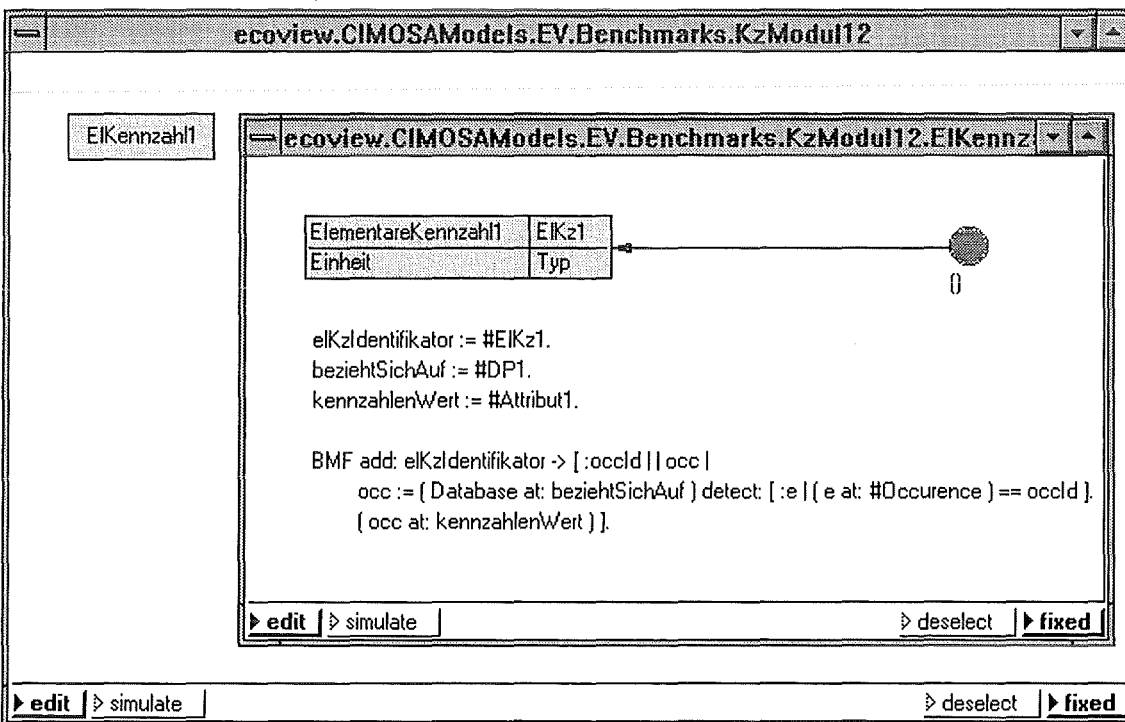 ecoview.CIMOSAModels.EV.Benchmarks.KzModul12
ElKennzahl1
ecoview.CIMOSAModels.EV.Benchmarks.KzModul12.ElKennz
ElementareKennzahl1 ElKz1
Einheit Typ
()
elKzIdentifikator := #ElKz1.
beziehtSichAuf := #DP1.
kennzahlenWert := #Attribut1.
BMF add: elKzIdentifikator -> [ :occId | | occ |
occ := ( Database at: beziehtSichAuf ) detect: [ :e | ( e at: #Occurence ) == occId ].
( occ at: kennzahlenWert ) ].
edit simulate deselect fixed
edit simulate deselect fixed